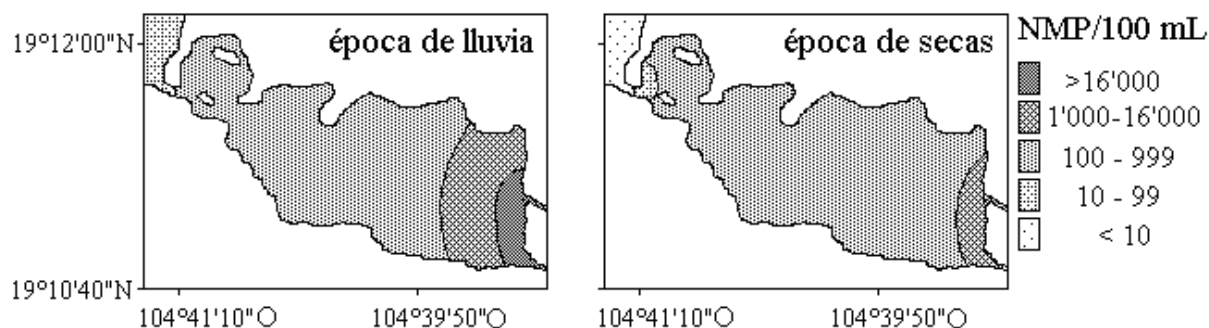 época de lluvia
época de secas
NMP/100 mL
19°12'00"N
>16'000
1'000-16'000
100 - 999
10 - 99
< 10
19°10'40"N
104°41'10"O
104°39'50"O
104°41'10"O
104°39'50"O